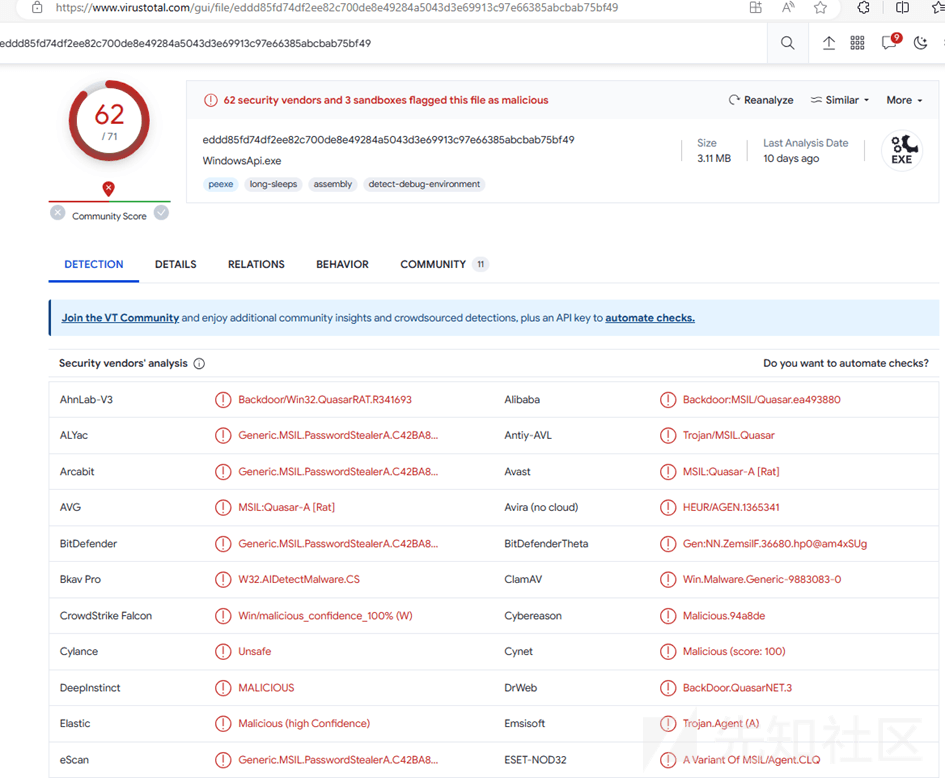 https://www.virustotal.com/gui/file/eddd85fd74df2ee82c700de8e49284a5043d3e69913c97e66385abcbab75bf49
eddd85fd74df2ee82c700de8e49284a5043d3e69913c97e66385abcbab75bf49
9
62
/ 71
Community Score
62 security vendors and 3 sandboxes flagged this file as malicious
Reanalyze
Similar
More
eddd85fd74df2ee82c700de8e49284a5043d3e69913c97e66385abcbab75bf49
WindowsApi.exe
peexe long-sleeps assembly detect-debug-environment
Size
3.11 MB
Last Analysis Date
10 days ago
EXE
DETECTION DETAILS RELATIONS BEHAVIOR COMMUNITY 11
Join the VT Community and enjoy additional community insights and crowdsourced detections, plus an API key to automate checks.
Security vendors' analysis Do you want to automate checks?
AhnLab-V3 Backdoor/Win32.QuasarRAT.R341693 Alibaba Backdoor:MSIL/Quasar.ea493880
ALYac Generic.MSIL.PasswordStealerA.C42BA8... Antiy-AVL Trojan/MSIL.Quasar
Arcabit Generic.MSIL.PasswordStealerA.C42BA8... Avast MSIL:Quasar-A [Rat]
AVG MSIL:Quasar-A [Rat] Avira (no cloud) HEUR/AGEN.1365341
BitDefender Generic.MSIL.PasswordStealerA.C42BA8... BitDefenderTheta Gen:NN.ZemsilF.36680.hp0@am4xSUg
Bkav Pro W32.AIDetectMalware.CS ClamAV Win.Malware.Generic-9883083-0
CrowdStrike Falcon Win/malicious_confidence_100% (W) Cybereason Malicious.94a8de
Cylance Unsafe Cynet Malicious (score: 100)
DeepInstinct MALICIOUS DrWeb BackDoor.QuasarNET.3
Elastic Malicious (high Confidence) Emsisoft Trojan.Agent (A)
eScan Generic.MSIL.PasswordStealerA.C42BA8... ESET-NOD32 A Variant Of MSIL/Agent.CLQ
先知社区